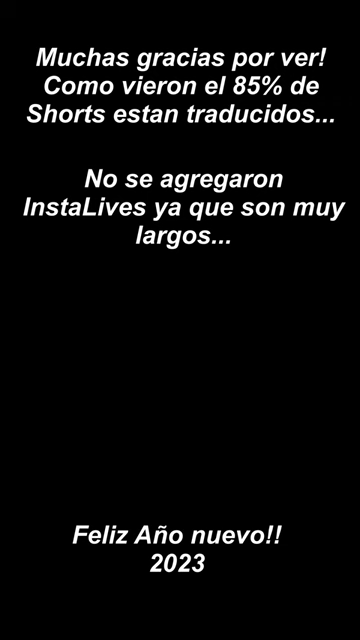 Muchas gracias por ver!
Como vieron el 85% de
Shorts estan traducidos...
No se agregaron
InstaLives ya que son muy
largos...
Feliz Año nuevo!!
2023